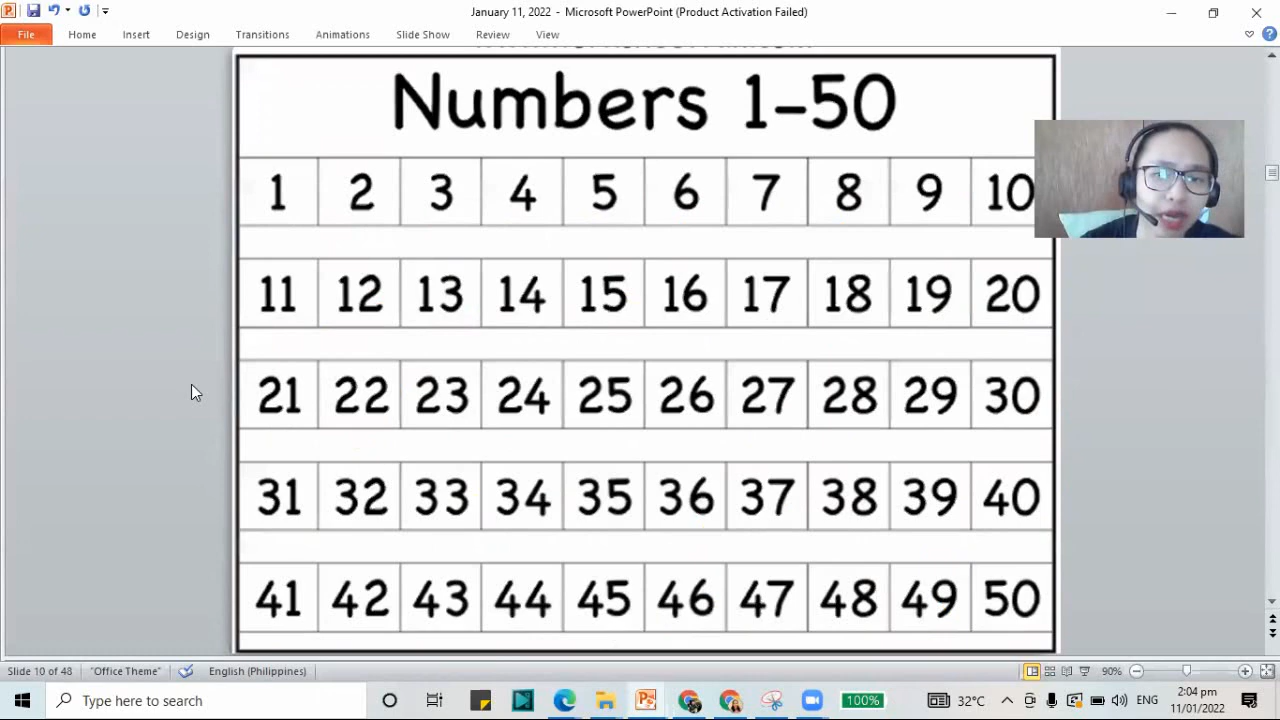 January 11, 2022 - Microsoft PowerPoint (Product Activation Failed)
File Home Insert Design Transitions Animations Slide Show Review View
Numbers 1-50
1 2 3 4 5 6 7 8 9 10
11 12 13 14 15 16 17 18 19 20
21 22 23 24 25 26 27 28 29 30
31 32 33 34 35 36 37 38 39 40
41 42 43 44 45 46 47 48 49 50
Slide 10 of 48 "Office Theme" English (Philippines) 90%
Type here to search 100% 32°C ENG 2:04 pm
11/01/2022